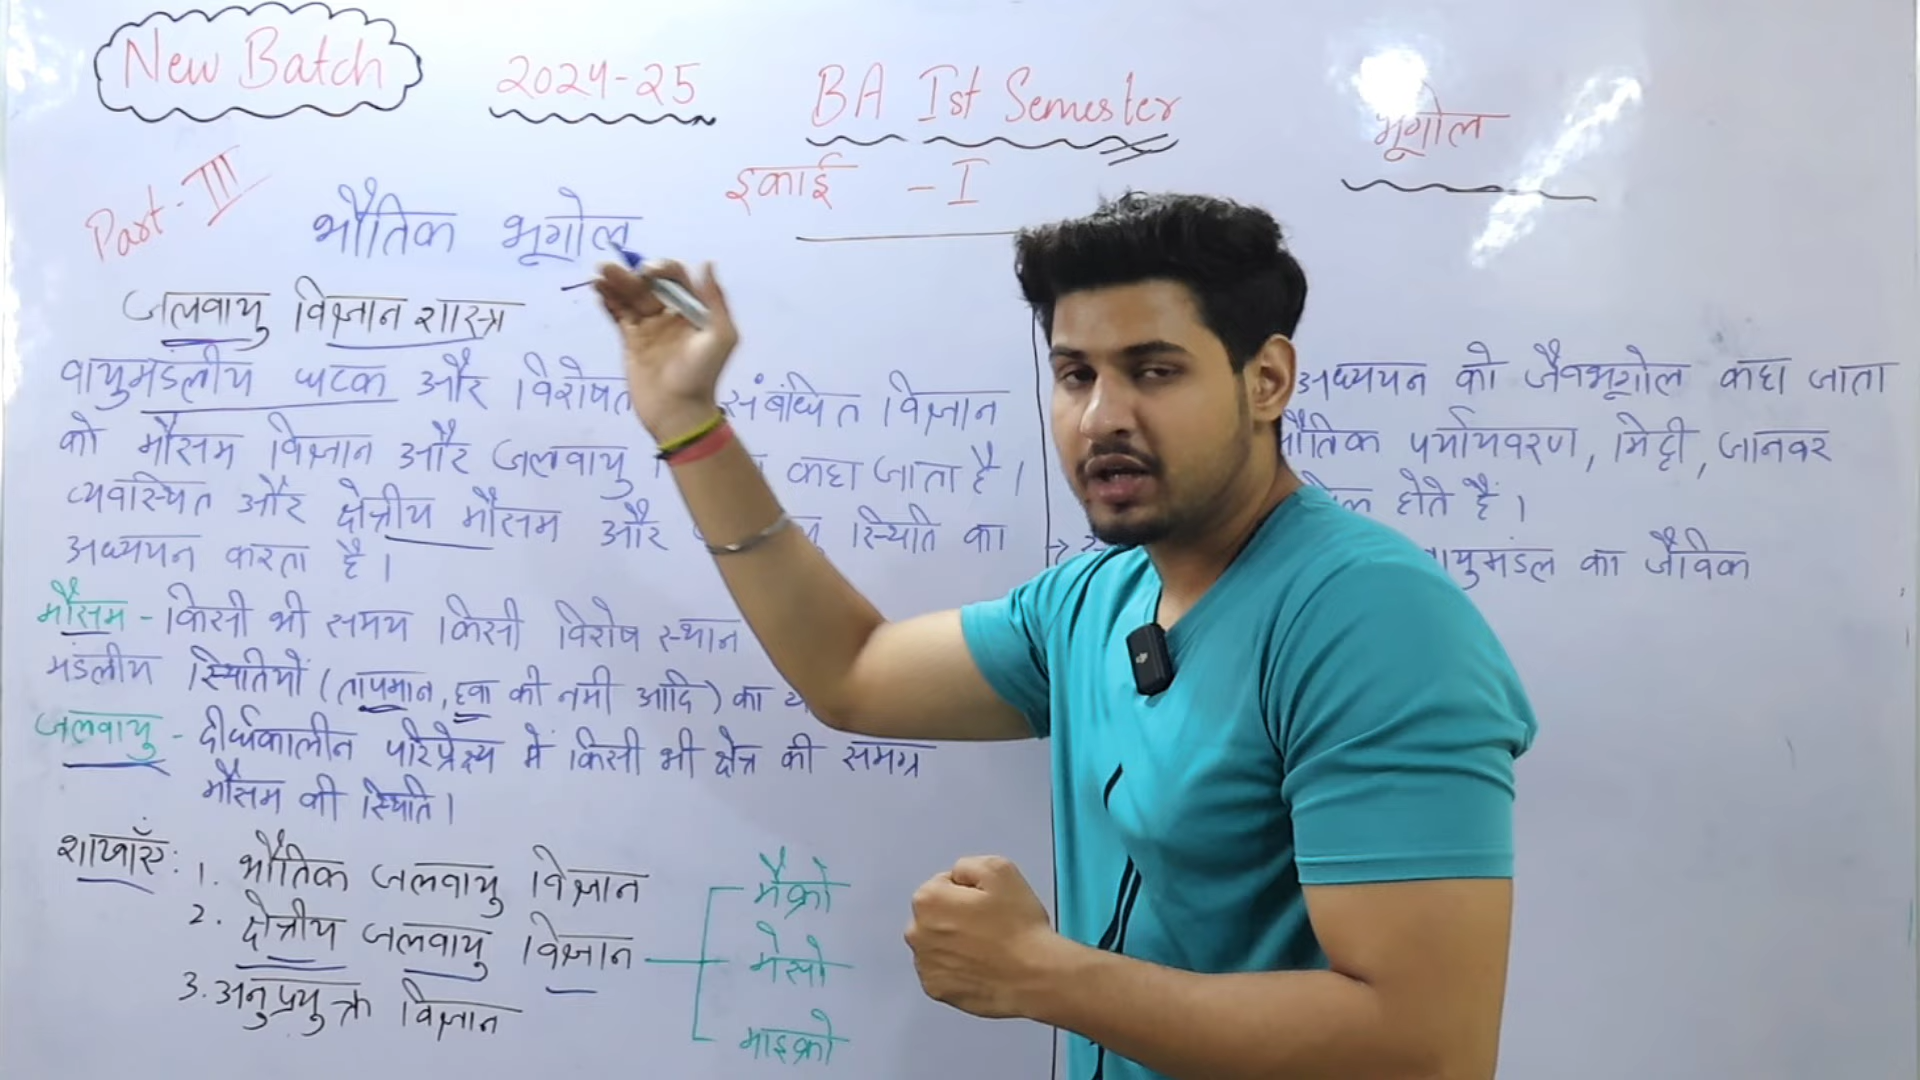 New Batch
2024-25
BA Ist Semester
भूगोल
Part-III
इकाई - I
भौतिक भूगोल
जलवायु विज्ञान शास्त्र
वायुमंडलीय घटक और विशेषत संबंधित विज्ञान
को मौसम विज्ञान और जलवायु कहा जाता है।
व्यवस्थित और क्षेत्रीय मौसम और स्थिति का
अध्ययन करता है।
मौसम - किसी भी समय किसी विशेष स्थान
मंडलीय स्थितियों (तापमान, हवा की नमी आदि) का
जलवायु - दीर्घकालीन परिप्रेक्ष्य में किसी भी क्षेत्र की समग्र
मौसम की स्थिति।
शाखाएँ: 1. भौतिक जलवायु विज्ञान
2. क्षेत्रीय जलवायु विज्ञान
3. अनुप्रयुक्त विज्ञान
मैक्रो
मेसो
माइक्रो
अध्ययन को जैवभूगोल कहा जाता
भौतिक पर्यायवरण, मिट्टी, जानवर
होते हैं।
वायुमंडल का जैविक